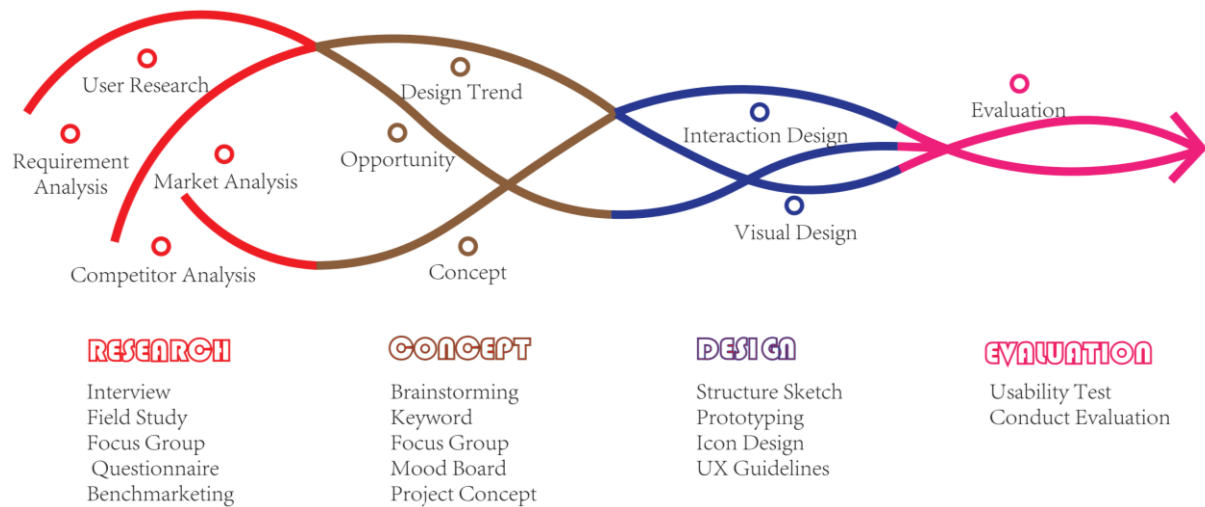 User Research
Requirement
Analysis
Market Analysis
Competitor Analysis
Design Trend
Opportunity
Concept
Interaction Design
Visual Design
Evaluation
RESEARCH
Interview
Field Study
Focus Group
Questionnaire
Benchmarketing
CONCEPT
Brainstorming
Keyword
Focus Group
Mood Board
Project Concept
DESIGN
Structure Sketch
Prototyping
Icon Design
UX Guidelines
EVALUATION
Usability Test
Conduct Evaluation